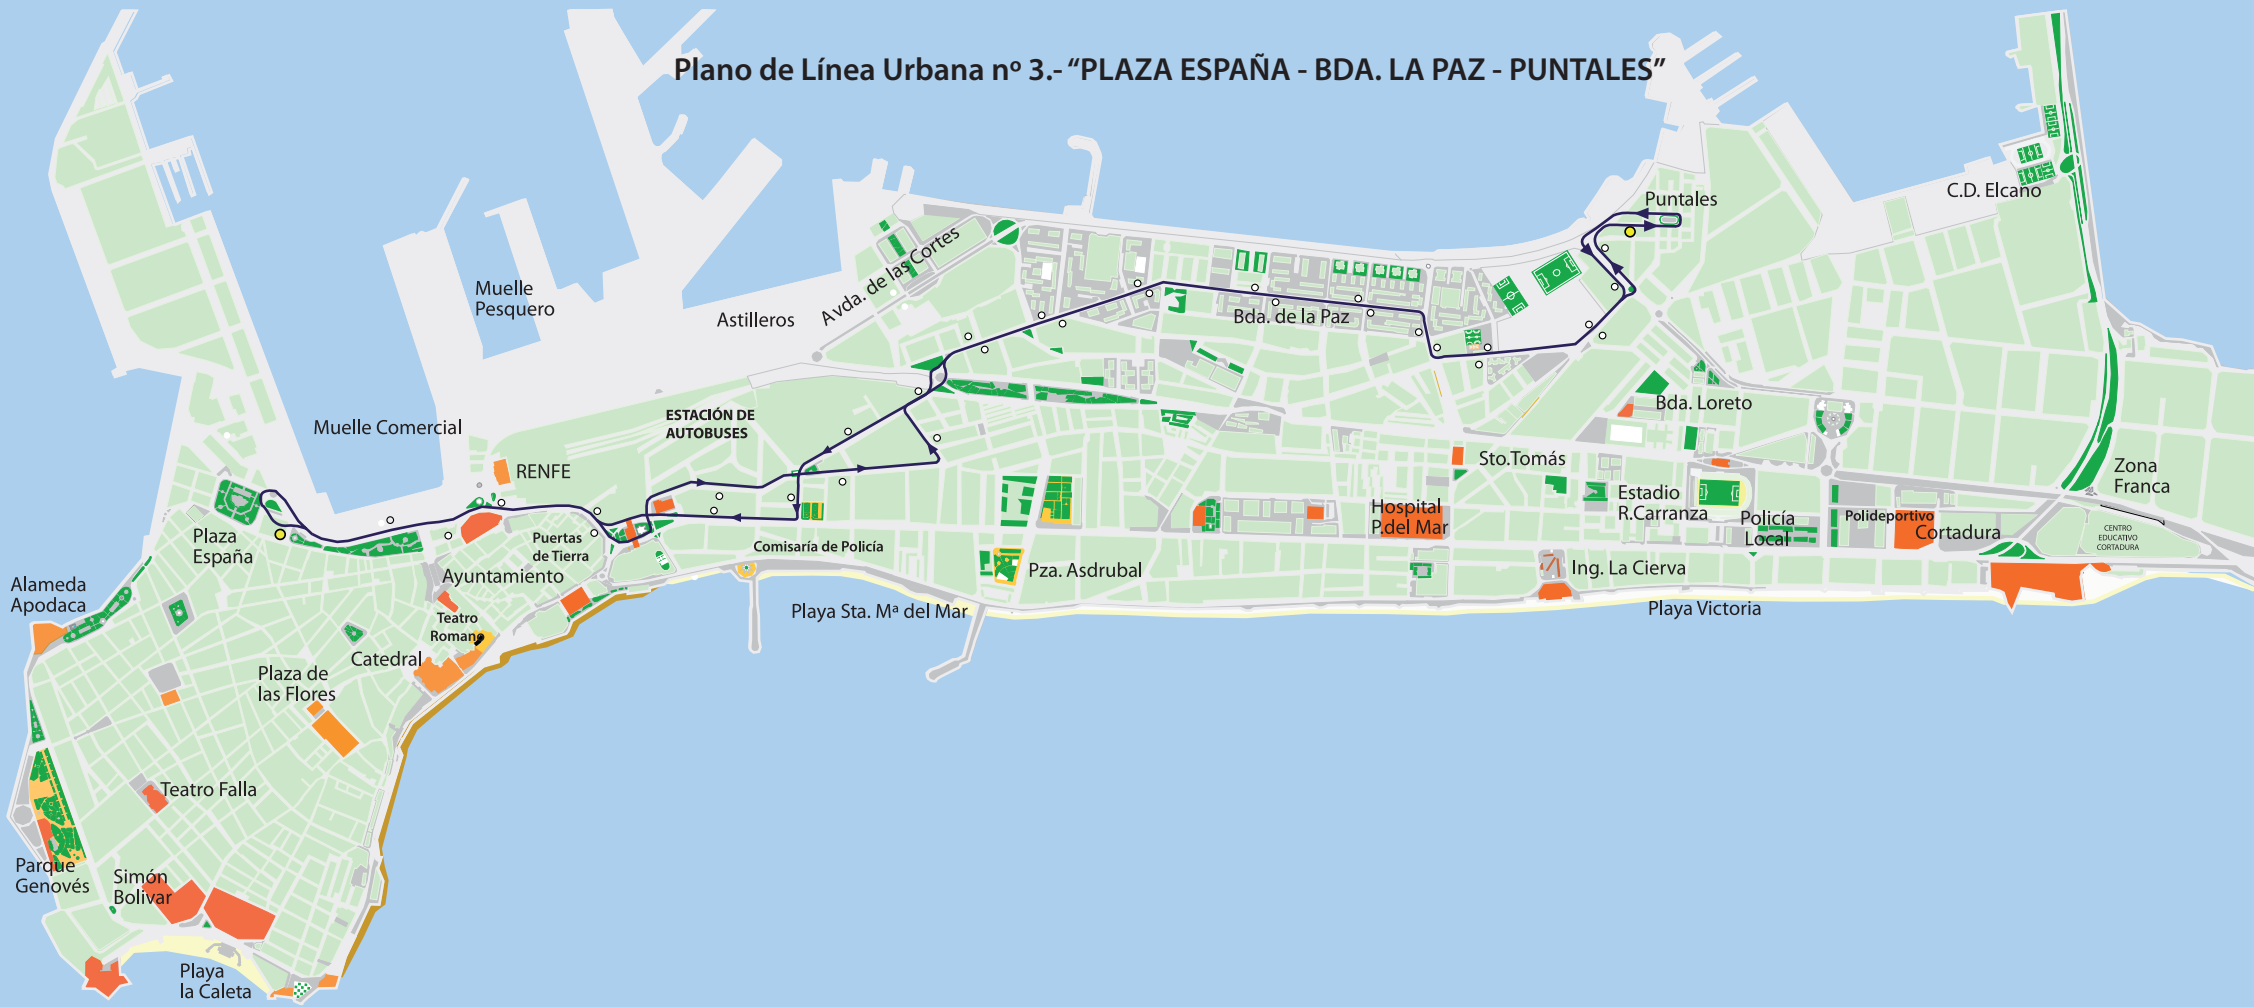 Plano de Línea Urbana nº 3.- “PLAZA ESPAÑA - BDA. LA PAZ - PUNTALES”
Puntales
C.D. Elcano
Avda. de las Cortes
Muelle
Pesquero
Astilleros
Bda. de la Paz
Muelle Comercial
ESTACIÓN DE
AUTOBUSES
Bda. Loreto
RENFE
Sto.Tomás
Zona
Franca
Estadio
R.Carranza
Hospital
P.del Mar
Policía
Local
Polideportivo
Cortadura
CENTRO
EDUCATIVO
CORTADURA
Plaza
España
Puertas
de Tierra
Comisaría de Policía
Ayuntamiento
Pza. Asdrubal
Ing. La Cierva
Alameda
Apodaca
Teatro
Romano
Playa Sta. Mª del Mar
Playa Victoria
Catedral
Plaza de
las Flores
Teatro Falla
Parque
Genovés
Simón
Bolivar
Playa
la Caleta